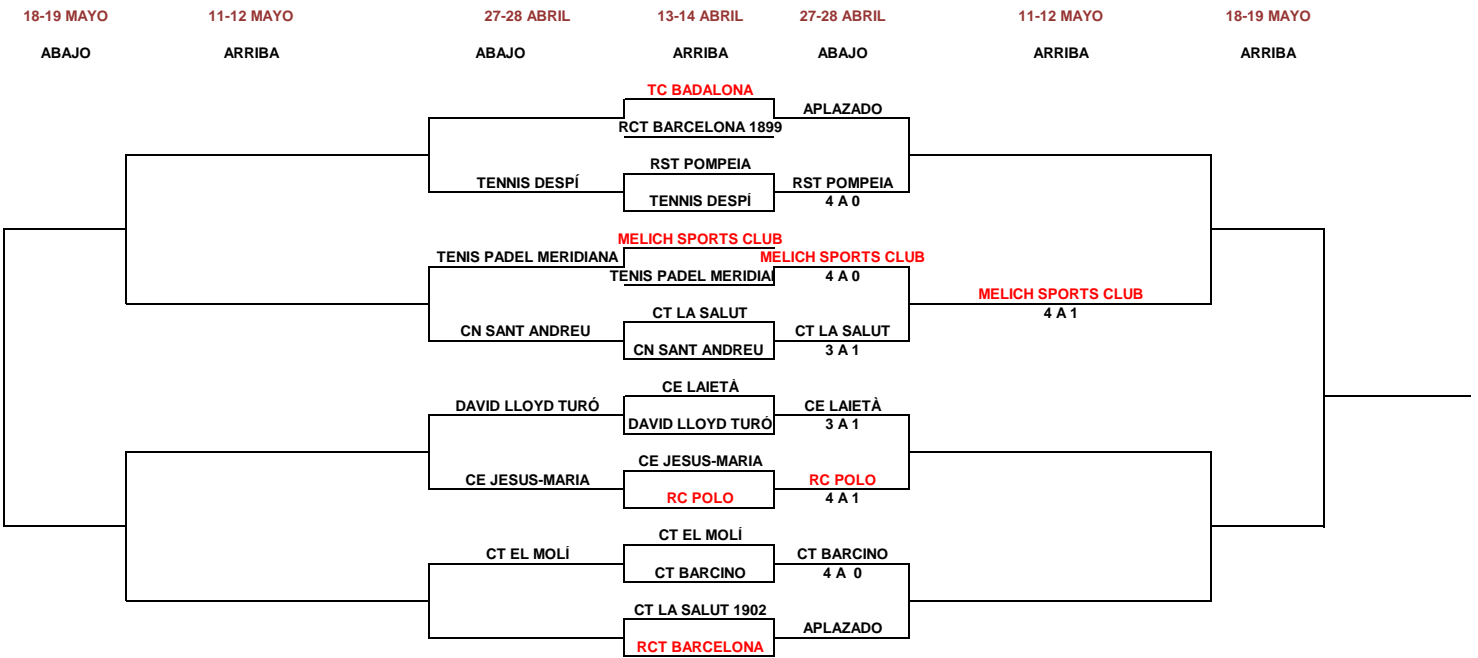 18-19 MAYO 11-12 MAYO 27-28 ABRIL 13-14 ABRIL 27-28 ABRIL 11-12 MAYO 18-19 MAYO
ABAJO ARRIBA ABAJO ARRIBA ABAJO ARRIBA ARRIBA
TC BADALONA
APLAZADO
RCT BARCELONA 1899
RST POMPEIA
TENNIS DESPÍ RST POMPEIA
TENNIS DESPÍ 4 A 0
MELICH SPORTS CLUB
TENIS PADEL MERIDIANA MELICH SPORTS CLUB
TENIS PADEL MERIDIAI 4 A 0
MELICH SPORTS CLUB
CT LA SALUT 4 A 1
CN SANT ANDREU CT LA SALUT
CN SANT ANDREU 3 A 1
CE LAIETÀ
DAVID LLOYD TURÓ CE LAIETÀ
DAVID LLOYD TURÓ 3 A 1
CE JESUS-MARIA
CE JESUS-MARIA RC POLO
RC POLO 4 A 1
CT EL MOLÍ
CT EL MOLÍ CT BARCINO
CT BARCINO 4 A 0
CT LA SALUT 1902
APLAZADO
RCT BARCELONA